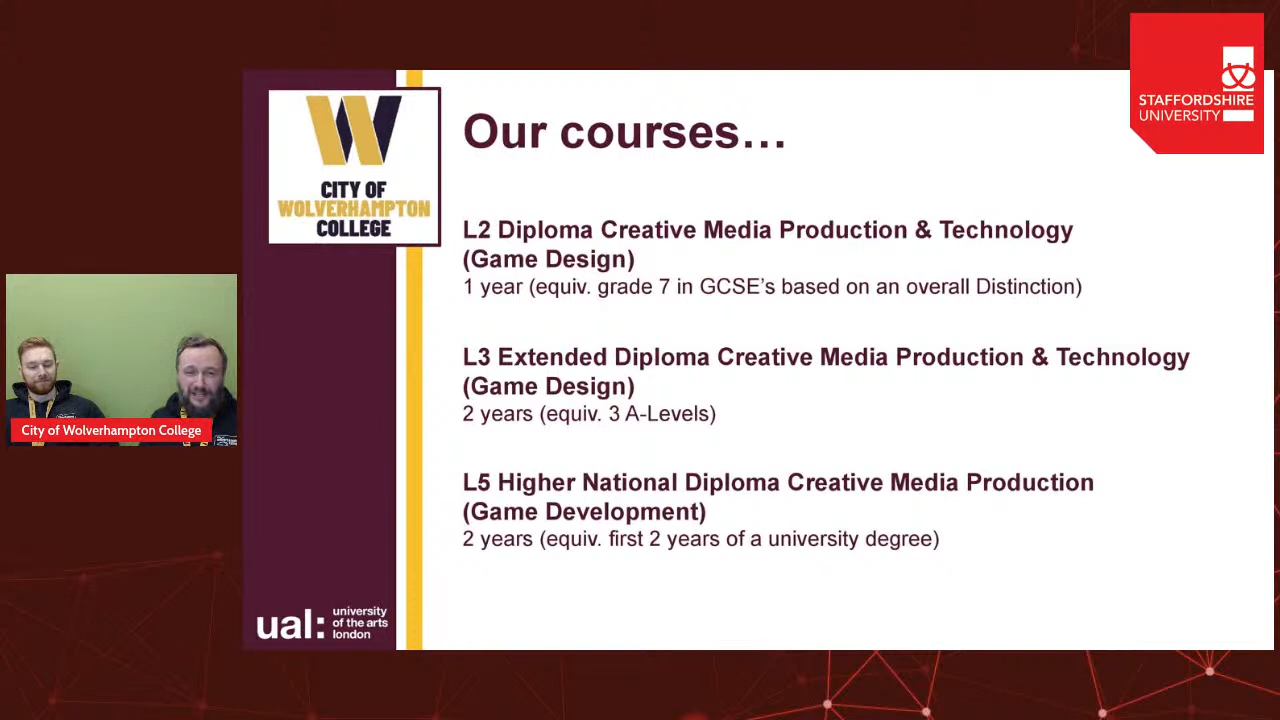 STAFFORDSHIRE
UNIVERSITY
CITY OF
WOLVERHAMPTON
COLLEGE
Our courses…
L2 Diploma Creative Media Production & Technology
(Game Design)
1 year (equiv. grade 7 in GCSE's based on an overall Distinction)
L3 Extended Diploma Creative Media Production & Technology
(Game Design)
2 years (equiv. 3 A-Levels)
L5 Higher National Diploma Creative Media Production
(Game Development)
2 years (equiv. first 2 years of a university degree)
City of Wolverhampton College
ual:
university
of the arts
london